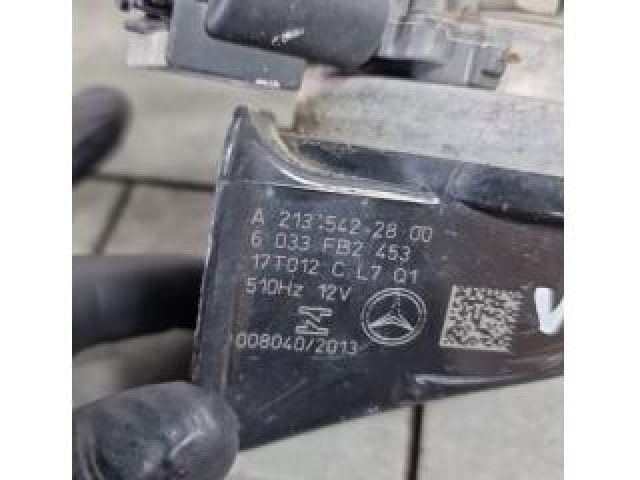 A 213 542 28 00
6 033 FB2 453
17T012 C L7 Q1
510Hz 12V
008040/2013